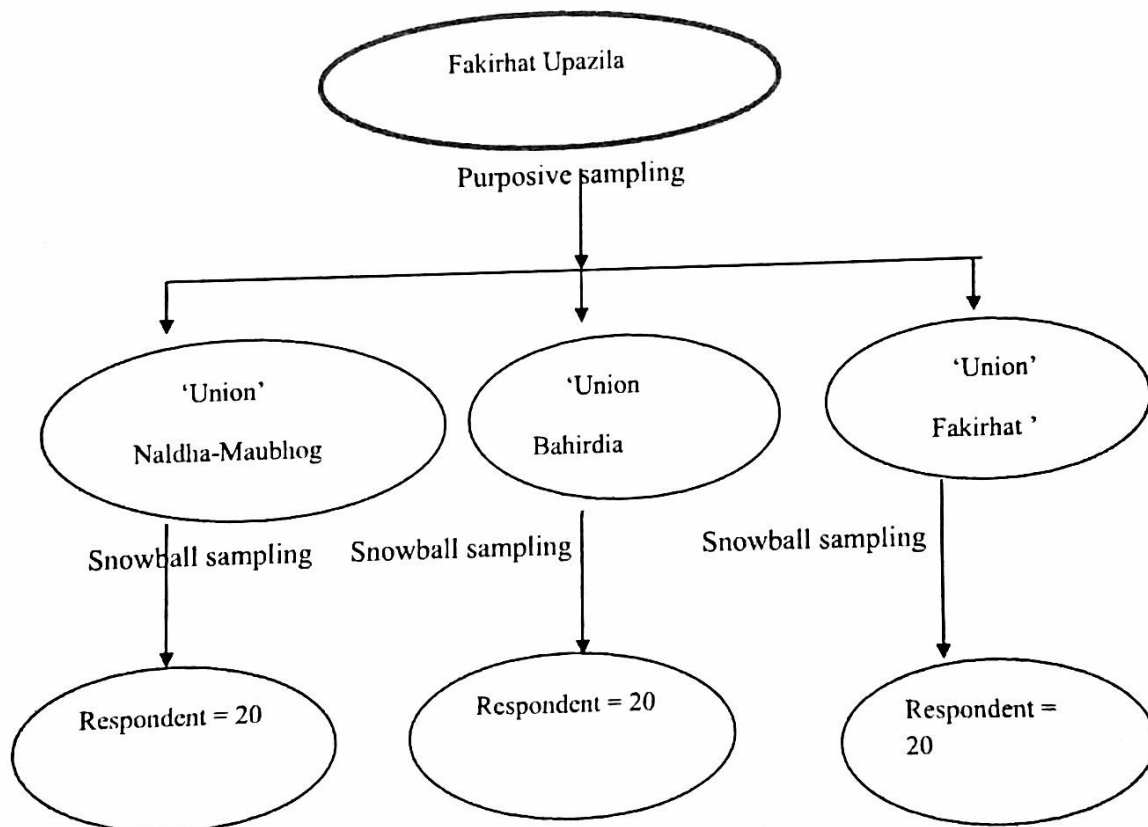 Fakirhat Upazila
Purposive sampling
‘Union’
Naldha-Maubhog
‘Union
Bahirdia
‘Union’
Fakirhat ’
Snowball sampling
Snowball sampling
Snowball sampling
Respondent = 20
Respondent = 20
Respondent =
20